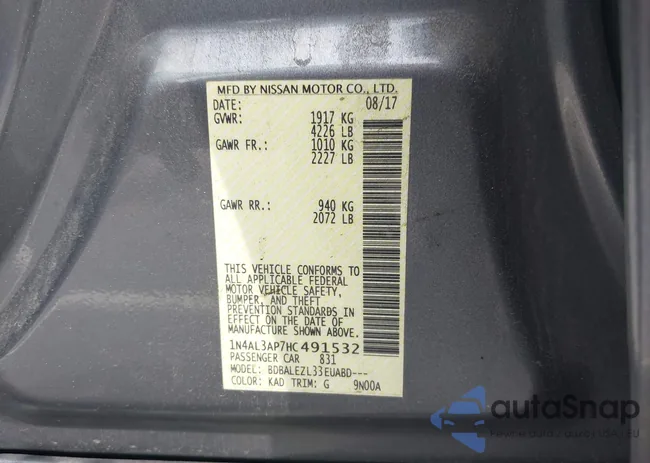 MFD BY NISSAN MOTOR CO., LTD.
DATE: 08/17
GVWR: 1917 KG
4226 LB
GAWR FR.: 1010 KG
2227 LB
GAWR RR.: 940 KG
2072 LB
THIS VEHICLE CONFORMS TO
ALL APPLICABLE FEDERAL
MOTOR VEHICLE SAFETY,
BUMPER, AND THEFT
PREVENTION STANDARDS IN
EFFECT ON THE DATE OF
MANUFACTURE SHOWN ABOVE.
1N4AL3AP7HC491532
PASSENGER CAR 831
MODEL: BDBALEZL33EUABD---
COLOR: KAD TRIM: G 9N00A
autoSnap